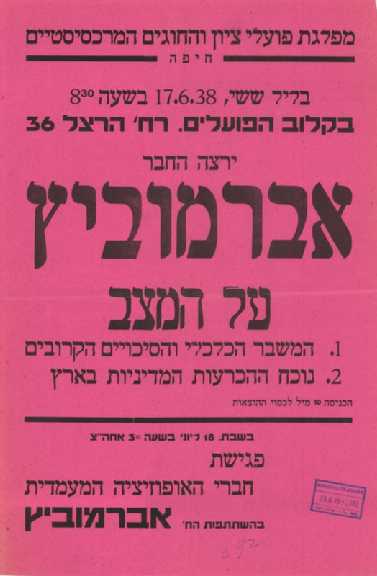 מפלגת פועלי ציון והחוגים המרכסיסטיים
חיפה
בליל ששי, 17.6.38 בשעה 8³⁰
בקלוב הפועלים. רח' הרצל 36
ירצה החבר
אברמוביץ
על המצב
1. המשבר הכלכלי והסיכויים הקרובים
2. נוכח ההכרעות המדיניות בארץ
הכניסה מיל לכסוי ההוצאות
בשבת. 18 ליוני בשעה אחה"צ
פגישת
חברי האופוזיציה המעמדית
בהשתתפות הח' אברמוביץ